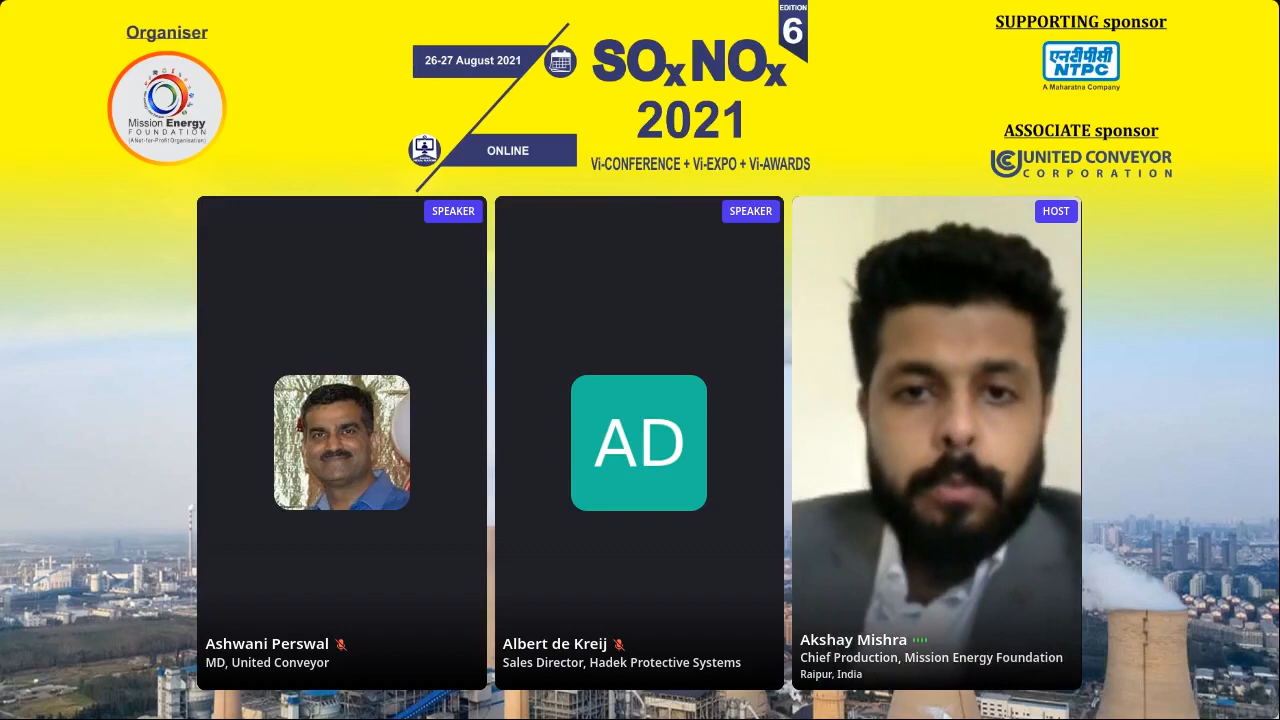 Organiser
Mission Energy
FOUNDATION
(A Not-for-Profit Organisation)
26-27 August 2021
ONLINE
EDITION
6
SOx NOx
2021
Vi-CONFERENCE + Vi-EXPO + Vi-AWARDS
SUPPORTING sponsor
एनटीपीसी
NTPC
A Maharatna Company
ASSOCIATE sponsor
UNITED CONVEYOR
CORPORATION
SPEAKER
SPEAKER
HOST
AD
Ashwani Perswal
MD, United Conveyor
Albert de Kreij
Sales Director, Hadek Protective Systems
Akshay Mishra
Chief Production, Mission Energy Foundation
Raipur, India